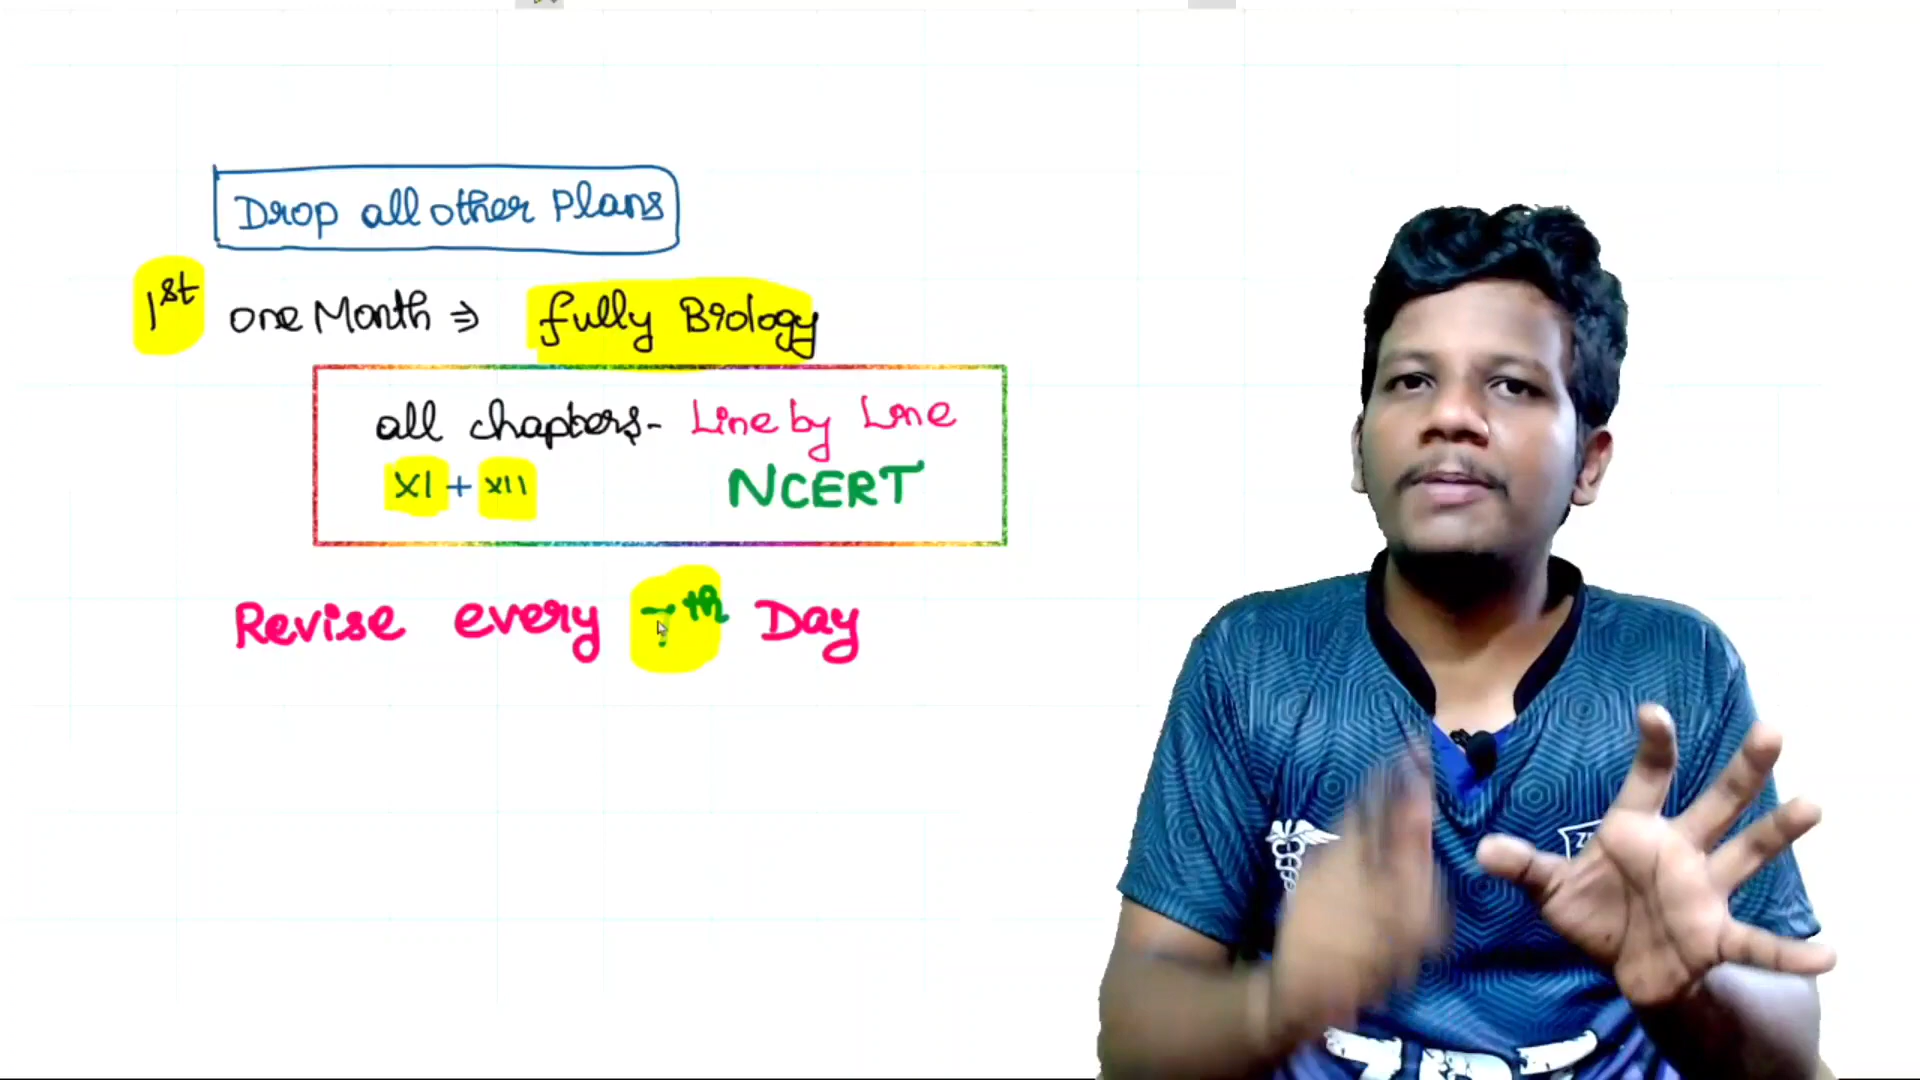 Drop all other Plans
1st one Month ⇒ fully Biology
all chapters- Line by Line
XI + XII NCERT
Revise every 7th Day